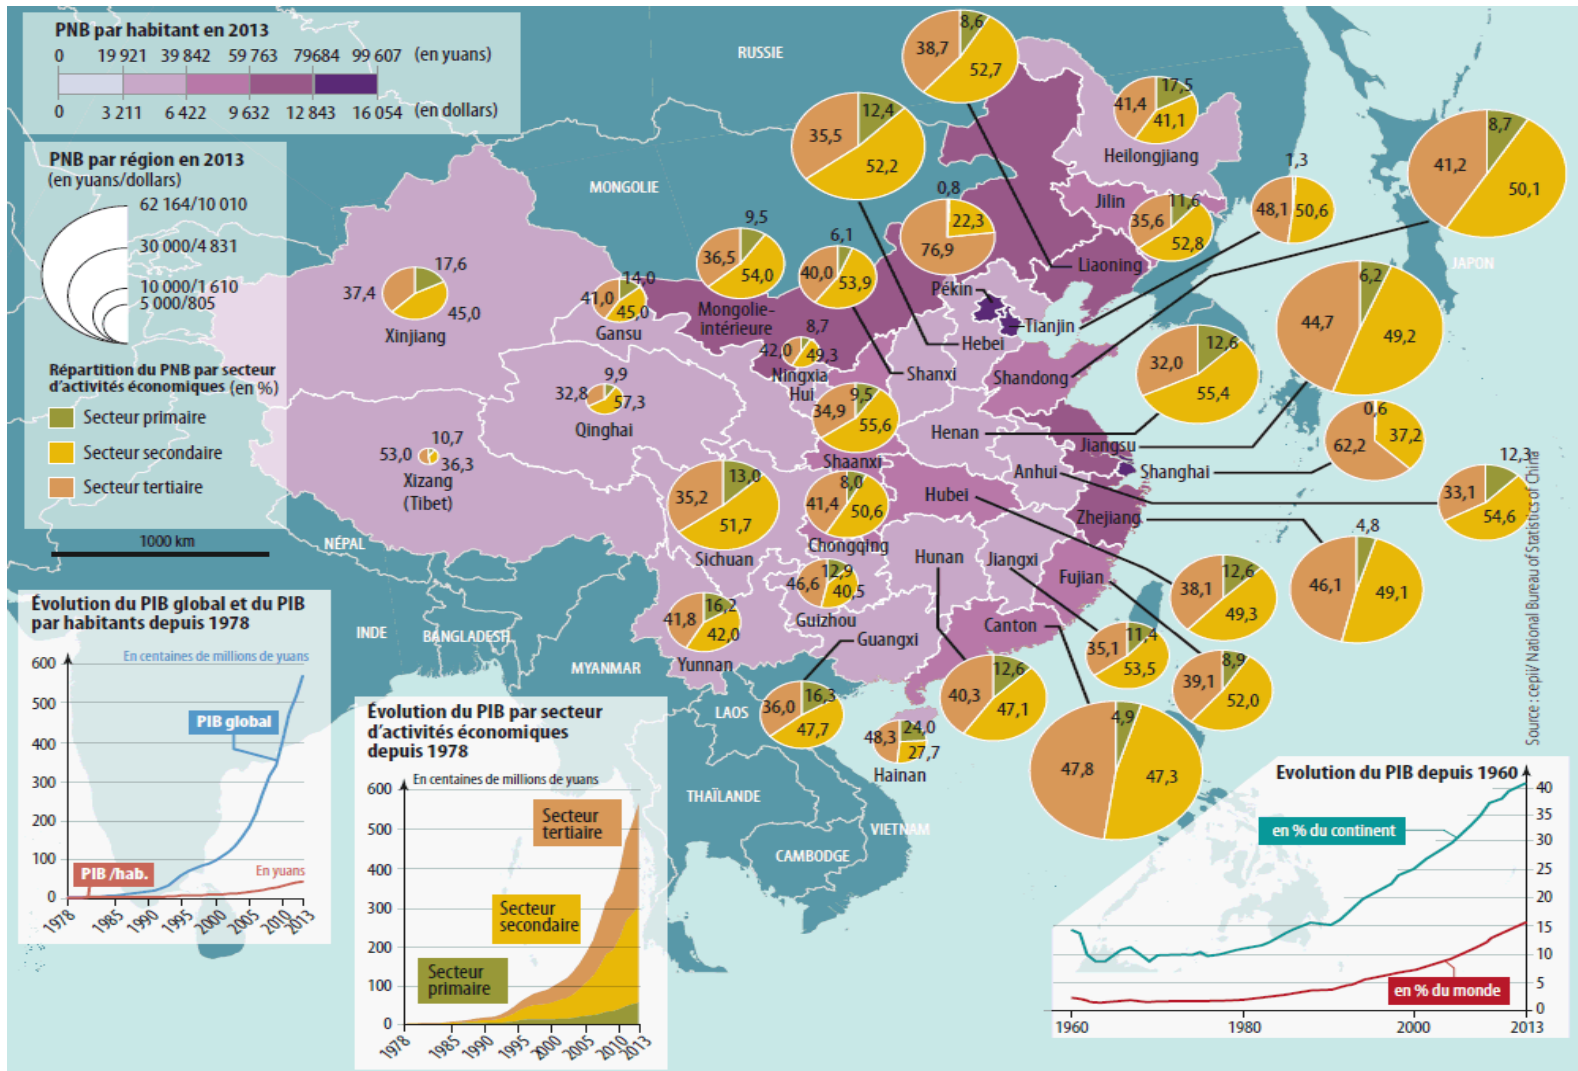 PNB par habitant en 2013
0 19 921 39 842 59 763 79684 99 607 (en yuans)
0 3 211 6 422 9 632 12 843 16 054 (en dollars)
PNB par région en 2013
(en yuans/dollars)
62 164/10 010
30 000/4 831
10 000/1 610
5 000/805
Répartition du PNB par secteur
d'activités économiques (en %)
Secteur primaire
Secteur secondaire
Secteur tertiaire
1000 km
RUSSIE
MONGOLIE
JAPON
NÉPAL
INDE
BANGLADESH
MYANMAR
LAOS
THAÏLANDE
CAMBODGE
VIETNAM
38,7 8,6 52,7
35,5 12,4 52,2
41,4 17,5 41,1
Heilongjiang
41,2 8,7 50,1
1,3
48,1 50,6
0,8
22,3
76,9
Jilin
35,6 11,6 52,8
Liaoning
9,5
36,5 54,0
Mongolie-
intérieure
6,1
40,0 53,9
Pékin
Tianjin
Hebei
Shanxi
Shandong
17,6
37,4 45,0
Xinjiang
14,0
41,0 45,0
Gansu
8,7
42,0 49,3
Ningxia
Hui
6,2
44,7 49,2
12,6
32,0 55,4
9,9
32,8 57,3
Qinghai
9,5
34,9 55,6
Shaanxi
Henan
Jiangsu
0,6
37,2
62,2
Anhui
Shanghai
10,7
53,0 36,3
Xizang
(Tibet)
13,0
35,2 51,7
Sichuan
8,0
41,4 50,6
Chongqing
Hubei
Zhejiang
12,3
33,1 54,6
4,8
46,1 49,1
12,9
46,6 40,5
Guizhou
Hunan
Jiangxi
Fujian
12,6
38,1 49,3
16,2
41,8 42,0
Yunnan
Guangxi
Canton
11,4
35,1 53,5
8,9
39,1 52,0
16,3
36,0 47,7
12,6
40,3 47,1
24,0
48,3 27,7
Hainan
4,9
47,8 47,3
Source : cepii/ National Bureau of Statistics of China
Évolution du PIB global et du PIB
par habitants depuis 1978
En centaines de millions de yuans
600
500
400
300
200
100
0
PIB global
PIB /hab.
En yuans
1978 1985 1990 1995 2000 2005 2010 2013
Évolution du PIB par secteur
d'activités économiques
depuis 1978
En centaines de millions de yuans
600
500
400
300
200
100
0
Secteur
tertiaire
Secteur
secondaire
Secteur
primaire
1978 1985 1990 1995 2000 2005 2010 2013
Evolution du PIB depuis 1960
40
35
30
25
20
15
10
5
0
en % du continent
en % du monde
1960 1980 2000 2013